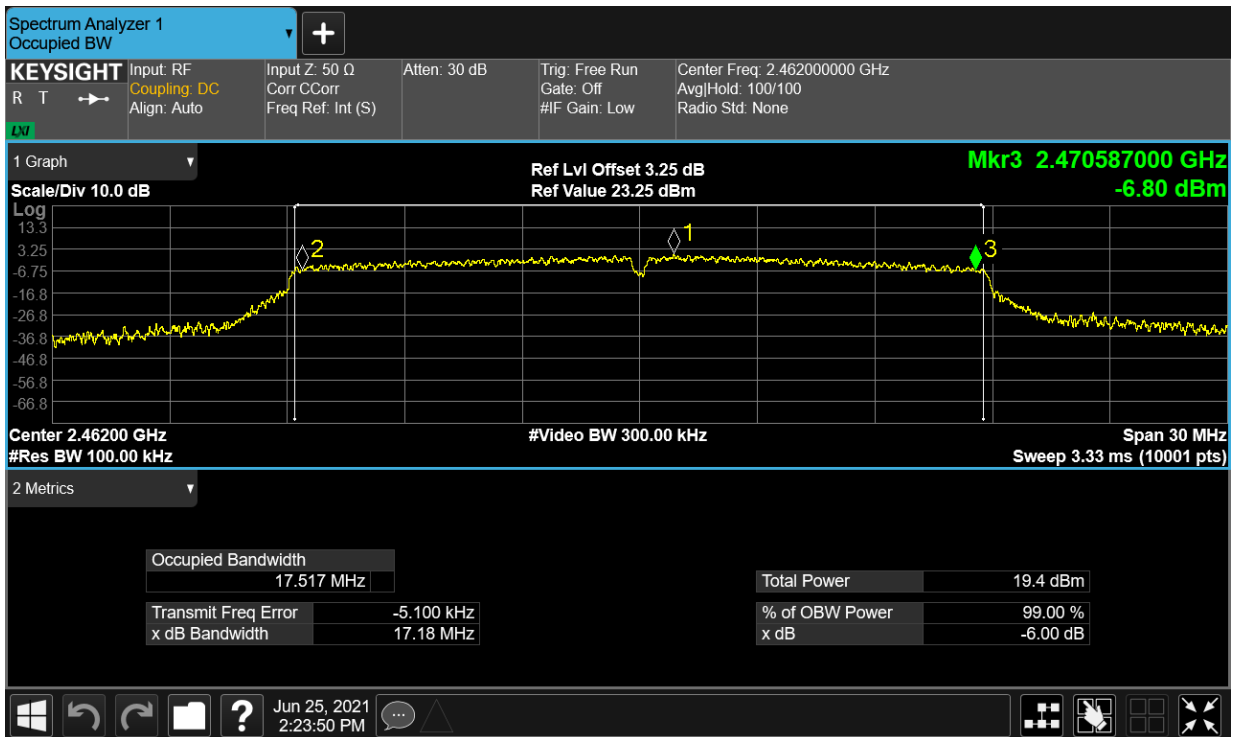 Spectrum Analyzer 1
Occupied BW
KEYSIGHT
R T
LXI
Input: RF
Coupling: DC
Align: Auto
Input Z: 50 Ω
Corr CCorr
Freq Ref: Int (S)
Atten: 30 dB
Trig: Free Run
Gate: Off
#IF Gain: Low
Center Freq: 2.462000000 GHz
Avg|Hold: 100/100
Radio Std: None
1 Graph
Scale/Div 10.0 dB
Ref Lvl Offset 3.25 dB
Ref Value 23.25 dBm
Mkr3 2.470587000 GHz
-6.80 dBm
Log
13.3
3.25
-6.75
-16.8
-26.8
-36.8
-46.8
-56.8
-66.8
2
1
3
Center 2.46200 GHz
#Res BW 100.00 kHz
#Video BW 300.00 kHz
Span 30 MHz
Sweep 3.33 ms (10001 pts)
2 Metrics
Occupied Bandwidth
17.517 MHz
Transmit Freq Error -5.100 kHz
x dB Bandwidth 17.18 MHz
Total Power 19.4 dBm
% of OBW Power 99.00 %
x dB -6.00 dB
?
Jun 25, 2021
2:23:50 PM